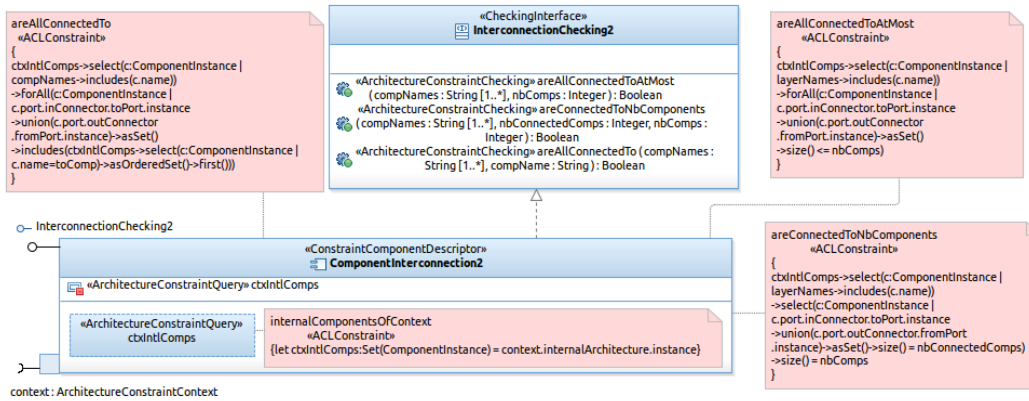 areAllConnectedTo
«ACLConstraint»
{
ctxIntlComps->select(c:ComponentInstance |
compNames->includes(c.name))
->forAll(c:ComponentInstance |
c.port.inConnector.toPort.instance
->union(c.port.outConnector
.fromPort.instance)->asSet()
->includes(ctxIntlComps->select(c:ComponentInstance |
c.name=toComp)->asOrderedSet()->first()))
}
«CheckingInterface»
InterconnectionChecking2
«ArchitectureConstraintChecking» areAllConnectedToAtMost
( compNames : String [1..*], nbComps : Integer ) : Boolean
«ArchitectureConstraintChecking» areConnectedToNbComponents
( compNames : String [1..*], nbConnectedComps : Integer, nbComps :
Integer ) : Boolean
«ArchitectureConstraintChecking» areAllConnectedTo ( compNames :
String [1..*], compName : String ) : Boolean
areAllConnectedToAtMost
«ACLConstraint»
{
ctxIntlComps->select(c:ComponentInstance |
layerNames->includes(c.name))
->forAll(c:ComponentInstance |
c.port.inConnector.toPort.instance
->union(c.port.outConnector
.fromPort.instance)->asSet()
->size() <= nbComps)
}
InterconnectionChecking2
«ConstraintComponentDescriptor»
ComponentInterconnection2
«ArchitectureConstraintQuery» ctxIntlComps
«ArchitectureConstraintQuery»
ctxIntlComps
internalComponentsOfContext
«ACLConstraint»
{let ctxIntlComps:Set(ComponentInstance) = context.internalArchitecture.instance}
areConnectedToNbComponents
«ACLConstraint»
{
ctxIntlComps->select(c:ComponentInstance |
layerNames->includes(c.name))
->select(c:ComponentInstance |
c.port.inConnector.toPort.instance
->union(c.port.outConnector.fromPort
.instance)->asSet()->size() = nbConnectedComps)
->size() = nbComps
}
context : ArchitectureConstraintContext